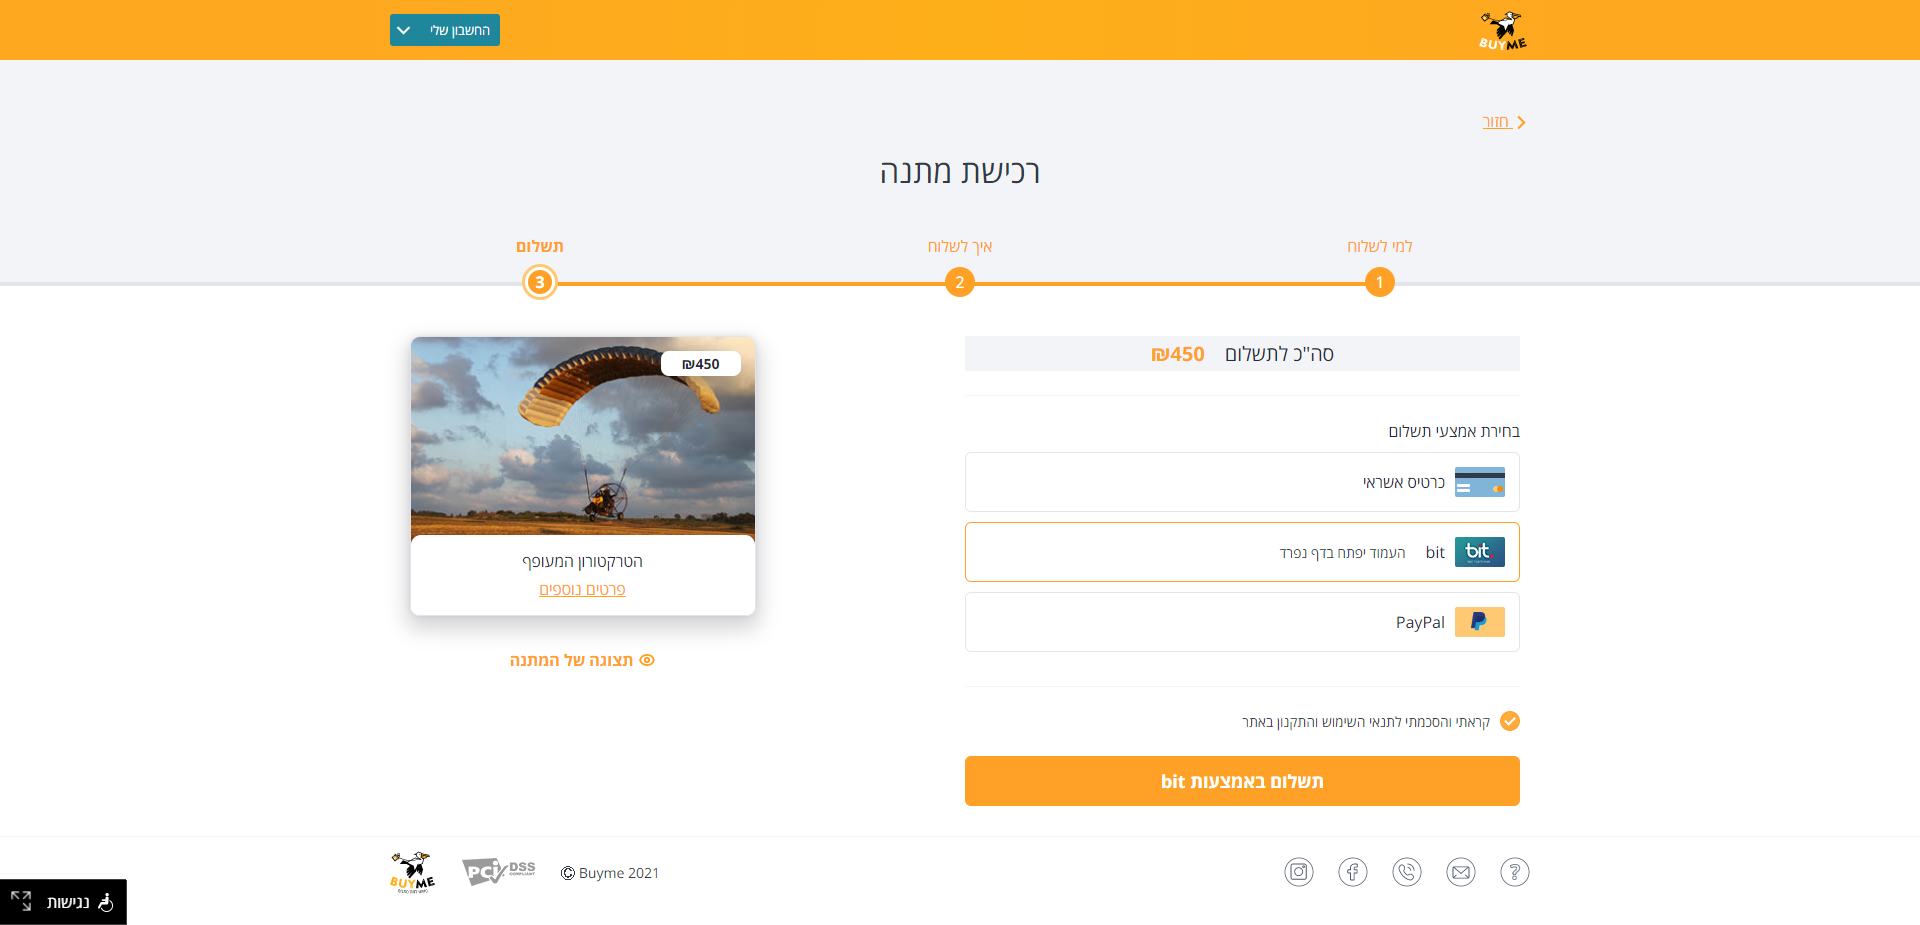 BUYME
החשבון שלי
חזור
רכישת מתנה
למי לשלוח
איך לשלוח
תשלום
1
2
3
סה"כ לתשלום ₪450
בחירת אמצעי תשלום
כרטיס אשראי
bit
bit העמוד יפתח בדף נפרד
PayPal
קראתי והסכמתי לתנאי השימוש והתקנון באתר
תשלום באמצעות bit
₪450
הטרקטורון המעופף
פרטים נוספים
תצוגה של המתנה
?
© Buyme 2021
PCI DSS
COMPLIANT
BUYME
נגישות